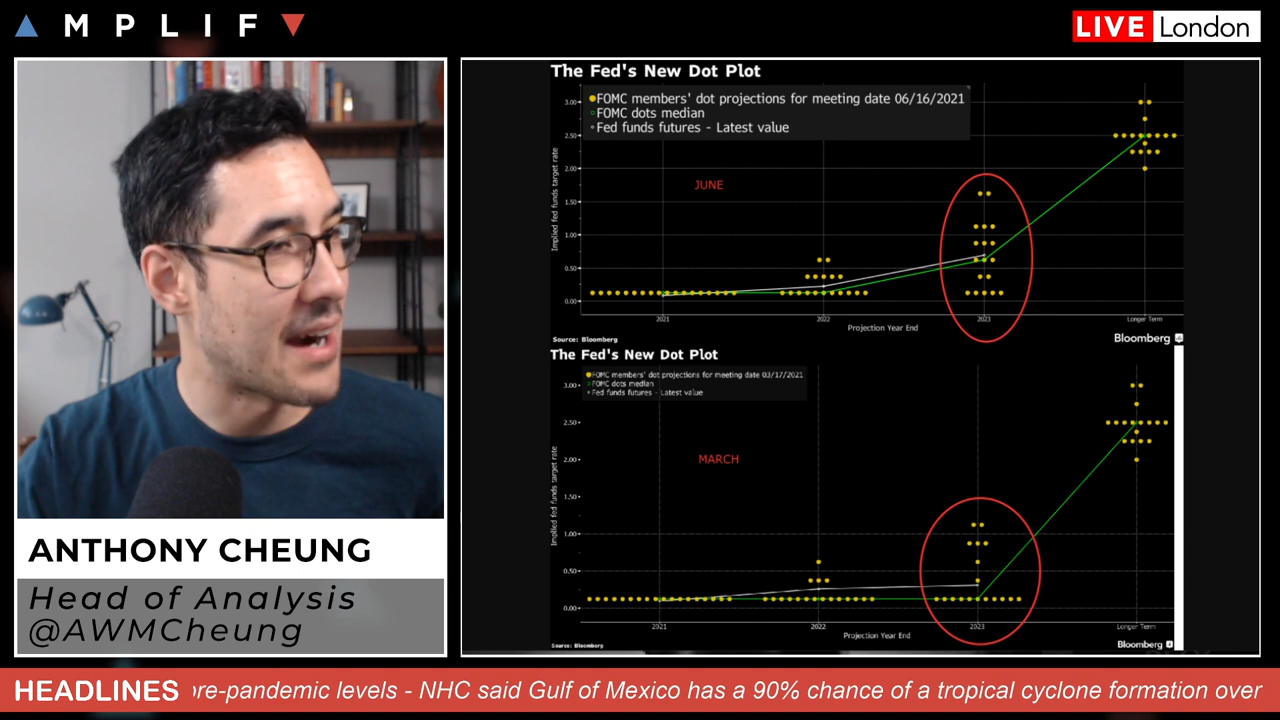 ▲ M P L I F ▼
LIVE London
The Fed's New Dot Plot
FOMC members' dot projections for meeting date 06/16/2021
FOMC dots median
Fed funds futures - Latest value
Implied fed funds target rate
3.00
2.50
2.00
1.50
1.00
0.50
0.00
JUNE
2021
2022
2023
Longer Term
Projection Year End
Source: Bloomberg
Bloomberg
The Fed's New Dot Plot
FOMC members' dot projections for meeting date 03/17/2021
FOMC dots median
Fed funds futures - Latest value
Implied fed funds target rate
3.00
2.50
2.00
1.50
1.00
0.50
0.00
MARCH
2021
2022
2023
Longer Term
Projection Year End
Source: Bloomberg
Bloomberg
ANTHONY CHEUNG
Head of Analysis
@AWMCheung
HEADLINES re-pandemic levels - NHC said Gulf of Mexico has a 90% chance of a tropical cyclone formation over